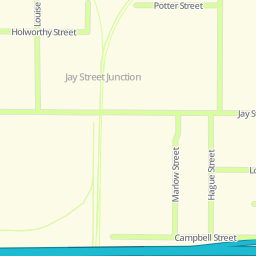 Potter Street
Louise
Holworthy Street
Jay Street Junction
Jay S
Marlow Street
Hague Street
Lo
Campbell Street